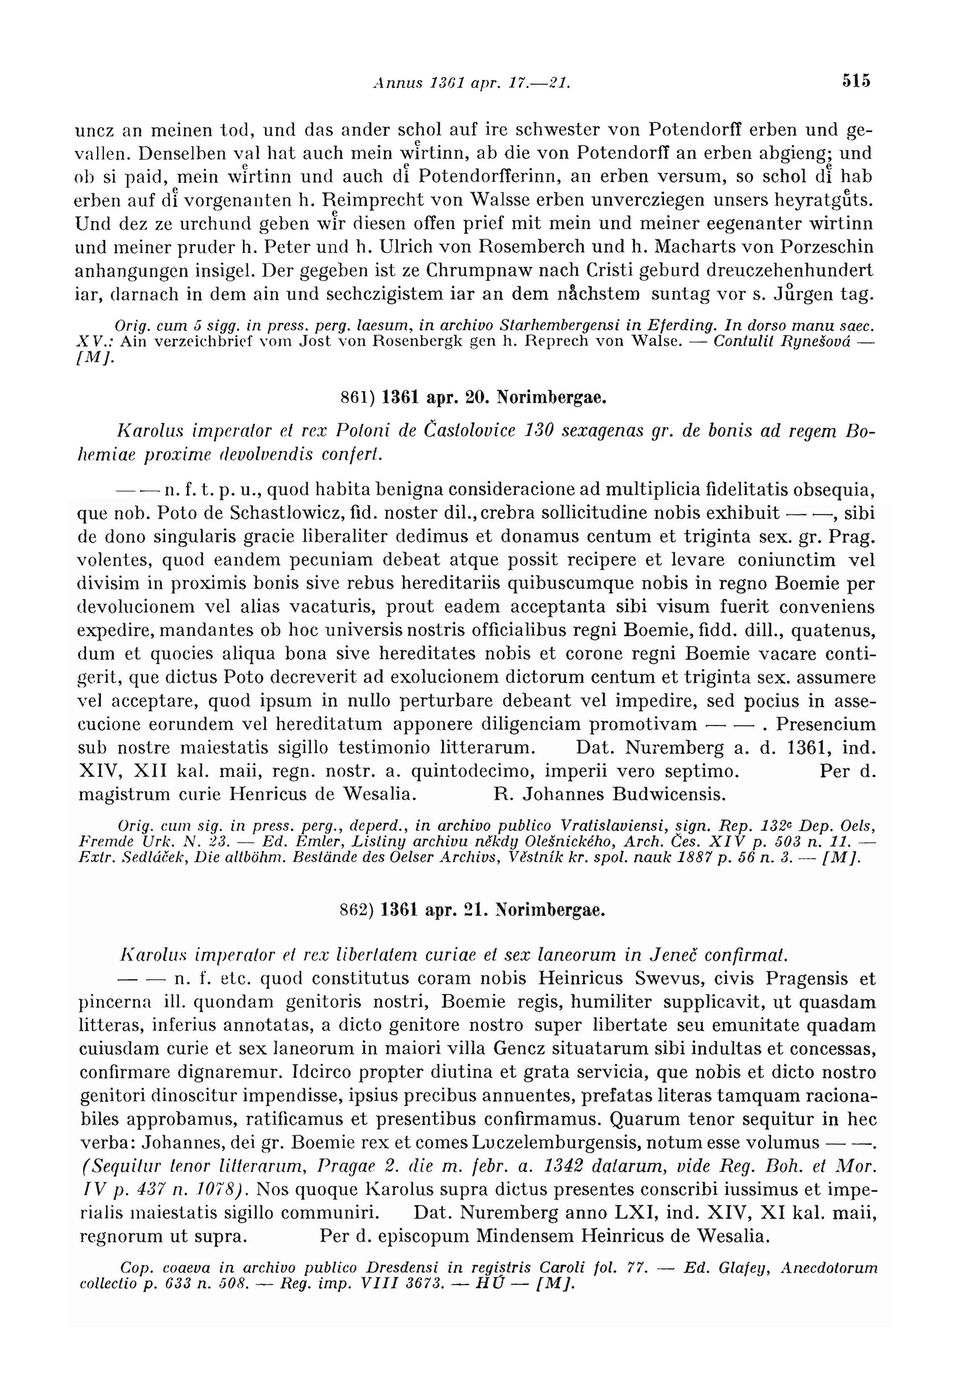 Annus 1361 apr. 17.—21. 515
uncz an meinen tod, und das ander schol auf ire schwester von Potendorff erben und ge-
vallen. Denselben val hat auch mein wiͤrtinn, ab die von Potendorff an erben abgieng; und
ob si paid, mein wiͤrtinn und auch diͤ Potendorfferinn, an erben versum, so schol diͤ hab
erben auf diͤ vorgenanten h. Reimprecht von Walsse erben unvercziegen unsers heyratguͤts.
Und dez ze urchund geben wiͤr diesen offen prief mit mein und meiner eegenanter wirtinn
und meiner pruder h. Peter und h. Ulrich von Rosemberch und h. Macharts von Porzeschin
anhangungen insigel. Der gegeben ist ze Chrumpnaw nach Cristi geburd dreuczehenhundert
iar, darnach in dem ain und sechczigistem iar an dem nåchstem suntag vor s. Jůrgen tag.
Orig. cum 5 sigg. in press. perg. laesum, in archivo Starhembergensi in Eferding. In dorso manu saec.
XV.: Ain verzeichbrief vom Jost von Rosenbergk gen h. Reprech von Walse. — Contulit Rynešová —
[M].
861) 1361 apr. 20. Norimbergae.
Karolus imperator et rex Potoni de Častolovice 130 sexagenas gr. de bonis ad regem Bo-
hemiae proxime devolvendis confert.
— — n. f. t. p. u., quod habita benigna consideracione ad multiplicia fidelitatis obsequia,
que nob. Poto de Schastlowicz, fid. noster dil., crebra sollicitudine nobis exhibuit — —, sibi
de dono singularis gracie liberaliter dedimus et donamus centum et triginta sex. gr. Prag.
volentes, quod eandem pecuniam debeat atque possit recipere et levare coniunctim vel
divisim in proximis bonis sive rebus hereditariis quibuscumque nobis in regno Boemie per
devolucionem vel alias vacaturis, prout eadem acceptanta sibi visum fuerit conveniens
expedire, mandantes ob hoc universis nostris officialibus regni Boemie, fidd. dill., quatenus,
dum et quocies aliqua bona sive hereditates nobis et corone regni Boemie vacare conti-
gerit, que dictus Poto decreverit ad exolucionem dictorum centum et triginta sex. assumere
vel acceptare, quod ipsum in nullo perturbare debeant vel impedire, sed pocius in asse-
cucione eorundem vel hereditatum apponere diligenciam promotivam — — . Presencium
sub nostre maiestatis sigillo testimonio litterarum. Dat. Nuremberg a. d. 1361, ind.
XIV, XII kal. maii, regn. nostr. a. quintodecimo, imperii vero septimo. Per d.
magistrum curie Henricus de Wesalia. R. Johannes Budwicensis.
Orig. cum sig. in press. perg., deperd., in archivo publico Vratislaviensi, sign. Rep. 132c Dep. Oels,
Fremde Urk. N. 23. — Ed. Emler, Listiny archivu někdy Olešnického, Arch. Čes. XIV p. 503 n. 11. —
Extr. Sedláček, Die altböhm. Bestände des Oelser Archivs, Věstník kr. spol. nauk 1887 p. 56 n. 3. — [M].
862) 1361 apr. 21. Norimbergae.
Karolus imperator et rex libertatem curiae et sex laneorum in Jeneč confirmat.
— — n. f. etc. quod constitutus coram nobis Heinricus Swevus, civis Pragensis et
pincerna ill. quondam genitoris nostri, Boemie regis, humiliter supplicavit, ut quasdam
litteras, inferius annotatas, a dicto genitore nostro super libertate seu emunitate quadam
cuiusdam curie et sex laneorum in maiori villa Gencz situatarum sibi indultas et concessas,
confirmare dignaremur. Idcirco propter diutina et grata servicia, que nobis et dicto nostro
genitori dinoscitur impendisse, ipsius precibus annuentes, prefatas literas tamquam raciona-
biles approbamus, ratificamus et presentibus confirmamus. Quarum tenor sequitur in hec
verba: Johannes, dei gr. Boemie rex et comes Luczelemburgensis, notum esse volumus — —.
(Sequitur tenor litterarum, Pragae 2. die m. febr. a. 1342 datarum, vide Reg. Boh. et Mor.
IV p. 437 n. 1078). Nos quoque Karolus supra dictus presentes conscribi iussimus et impe-
rialis maiestatis sigillo communiri. Dat. Nuremberg anno LXI, ind. XIV, XI kal. maii,
regnorum ut supra. Per d. episcopum Mindensem Heinricus de Wesalia.
Cop. coaeva in archivo publico Dresdensi in registris Caroli fol. 77. — Ed. Glafey, Anecdotorum
collectio p. 633 n. 508. — Reg. imp. VIII 3673. — HÚ — [M].